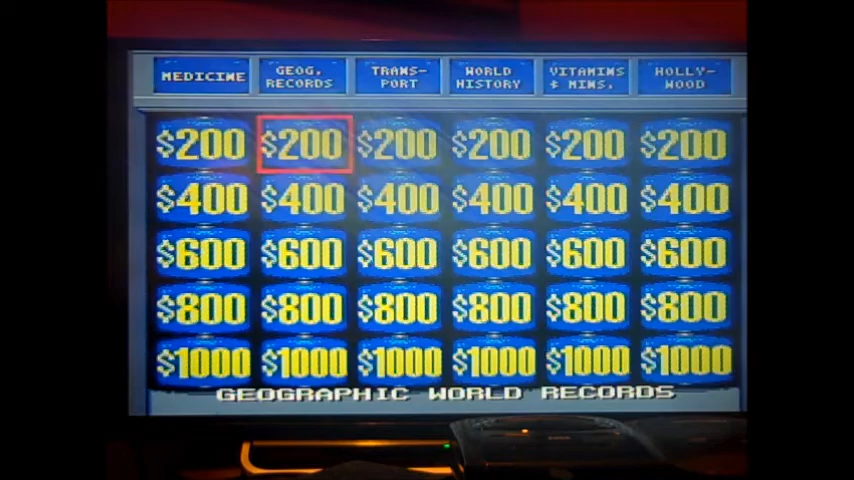 MEDICINE
GEOG. RECORDS
TRANS-PORT
WORLD HISTORY
VITAMINS & MINS.
HOLLY-WOOD
$200 $200 $200 $200 $200 $200
$400 $400 $400 $400 $400 $400
$600 $600 $600 $600 $600 $600
$800 $800 $800 $800 $800 $800
$1000 $1000 $1000 $1000 $1000 $1000
GEOGRAPHIC WORLD RECORDS